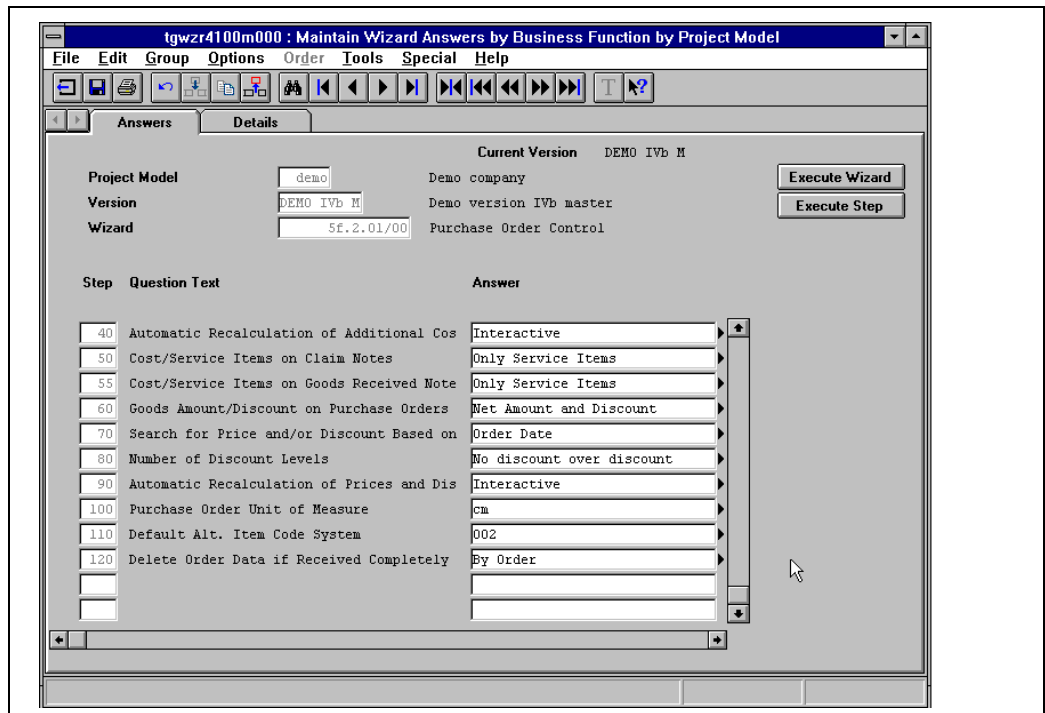 tgwzr4100m000 : Maintain Wizard Answers by Business Function by Project Model
File Edit Group Options Order Tools Special Help
T ?
Answers Details
Current Version DEMO IVb M
Project Model demo Demo company Execute Wizard
Version DEMO IVb M Demo version IVb master Execute Step
Wizard 5f.2.01/00 Purchase Order Control
Step Question Text Answer
40 Automatic Recalculation of Additional Cos Interactive
50 Cost/Service Items on Claim Notes Only Service Items
55 Cost/Service Items on Goods Received Note Only Service Items
60 Goods Amount/Discount on Purchase Orders Net Amount and Discount
70 Search for Price and/or Discount Based on Order Date
80 Number of Discount Levels No discount over discount
90 Automatic Recalculation of Prices and Dis Interactive
100 Purchase Order Unit of Measure cm
110 Default Alt. Item Code System 002
120 Delete Order Data if Received Completely By Order